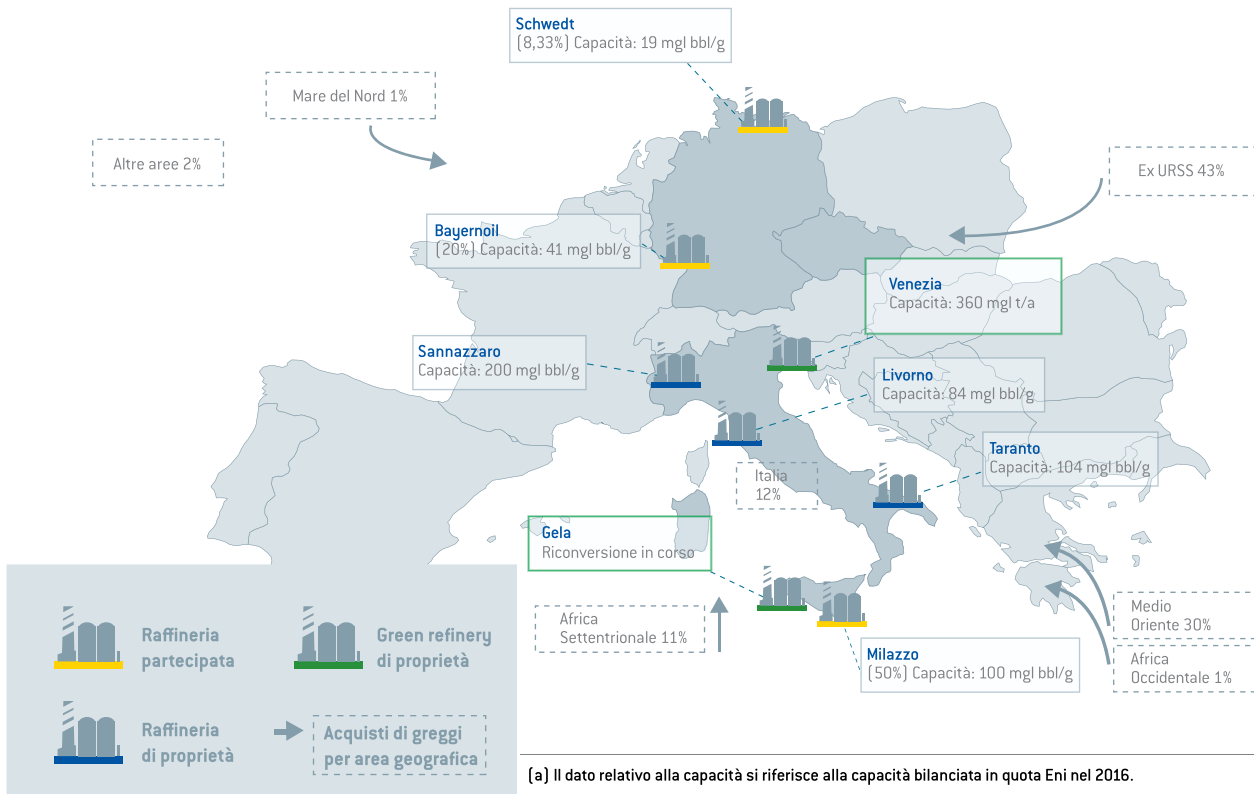 Schwedt
(8,33%) Capacità: 19 mgl bbl/g
Mare del Nord 1%
Altre aree 2%
Ex URSS 43%
Bayernoil
(20%) Capacità: 41 mgl bbl/g
Venezia
Capacità: 360 mgl t/a
Sannazzaro
Capacità: 200 mgl bbl/g
Livorno
Capacità: 84 mgl bbl/g
Taranto
Capacità: 104 mgl bbl/g
Italia
12%
Gela
Riconversione in corso
Africa
Settentrionale 11%
Medio
Oriente 30%
Africa
Occidentale 1%
Milazzo
(50%) Capacità: 100 mgl bbl/g
Raffineria
partecipata
Green refinery
di proprietà
Raffineria
di proprietà
Acquisti di greggi
per area geografica
(a) Il dato relativo alla capacità si riferisce alla capacità bilanciata in quota Eni nel 2016.